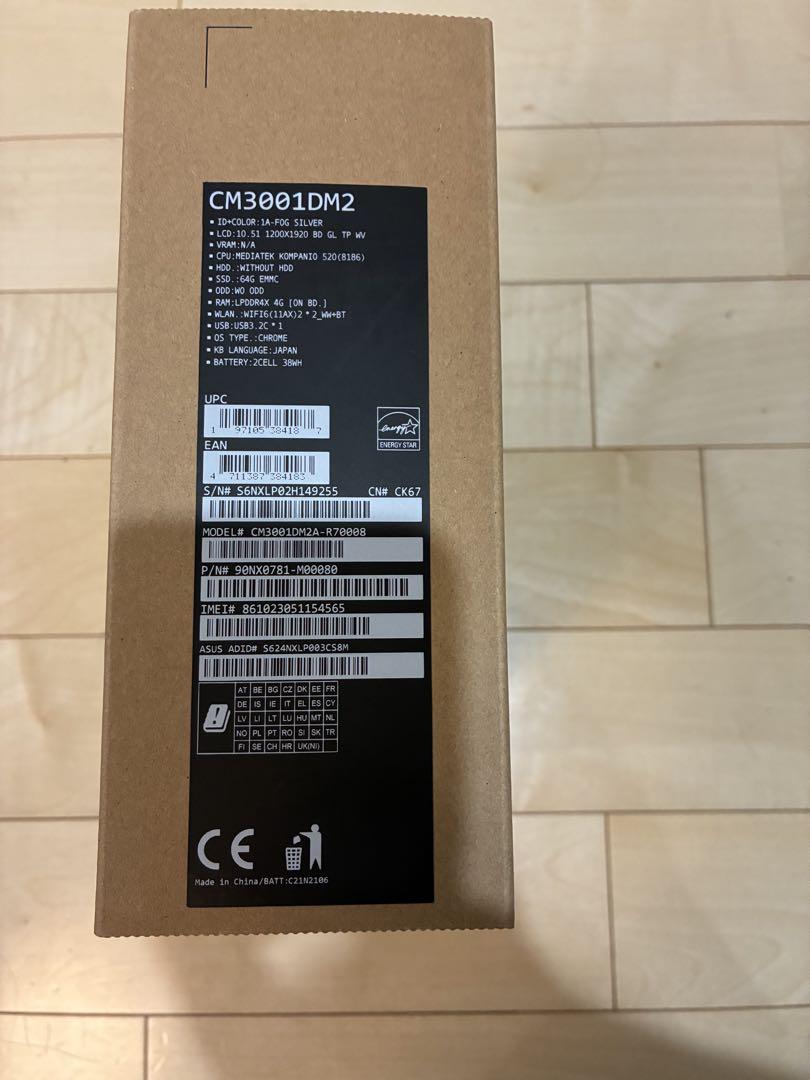 CM3001DM2
▪ ID+COLOR:1A-FOG SILVER
▪ LCD:10.51 1200X1920 BD GL TP WV
▪ VRAM:N/A
▪ CPU:MEDIATEK KOMPANIO 520(8186)
▪ HDD.:WITHOUT HDD
▪ SSD.:64G EMMC
▪ ODD:WO ODD
▪ RAM:LPDDR4X 4G [ON BD.]
▪ WLAN.:WIFI6(11AX)2*2_WW+BT
▪ USB:USB3.2C*1
▪ OS TYPE.:CHROME
▪ KB LANGUAGE:JAPAN
▪ BATTERY:2CELL 38WH
UPC
1 97105 38418 7
energy
ENERGY STAR
EAN
4 711387 384183
S/N# S6NXLP02H149255 CN# CK67
MODEL# CM3001DM2A-R70008
P/N# 90NX0781-M00080
IMEI# 861023051154565
ASUS ADID# S624NXLP003CS8M
AT BE BG CZ DK EE FR
DE IS IE IT EL ES CY
LV LI LT LU HU MT NL
NO PL PT RO SI SK TR
FI SE CH HR UK(NI)
CE
Made in China/BATT:C21N2106